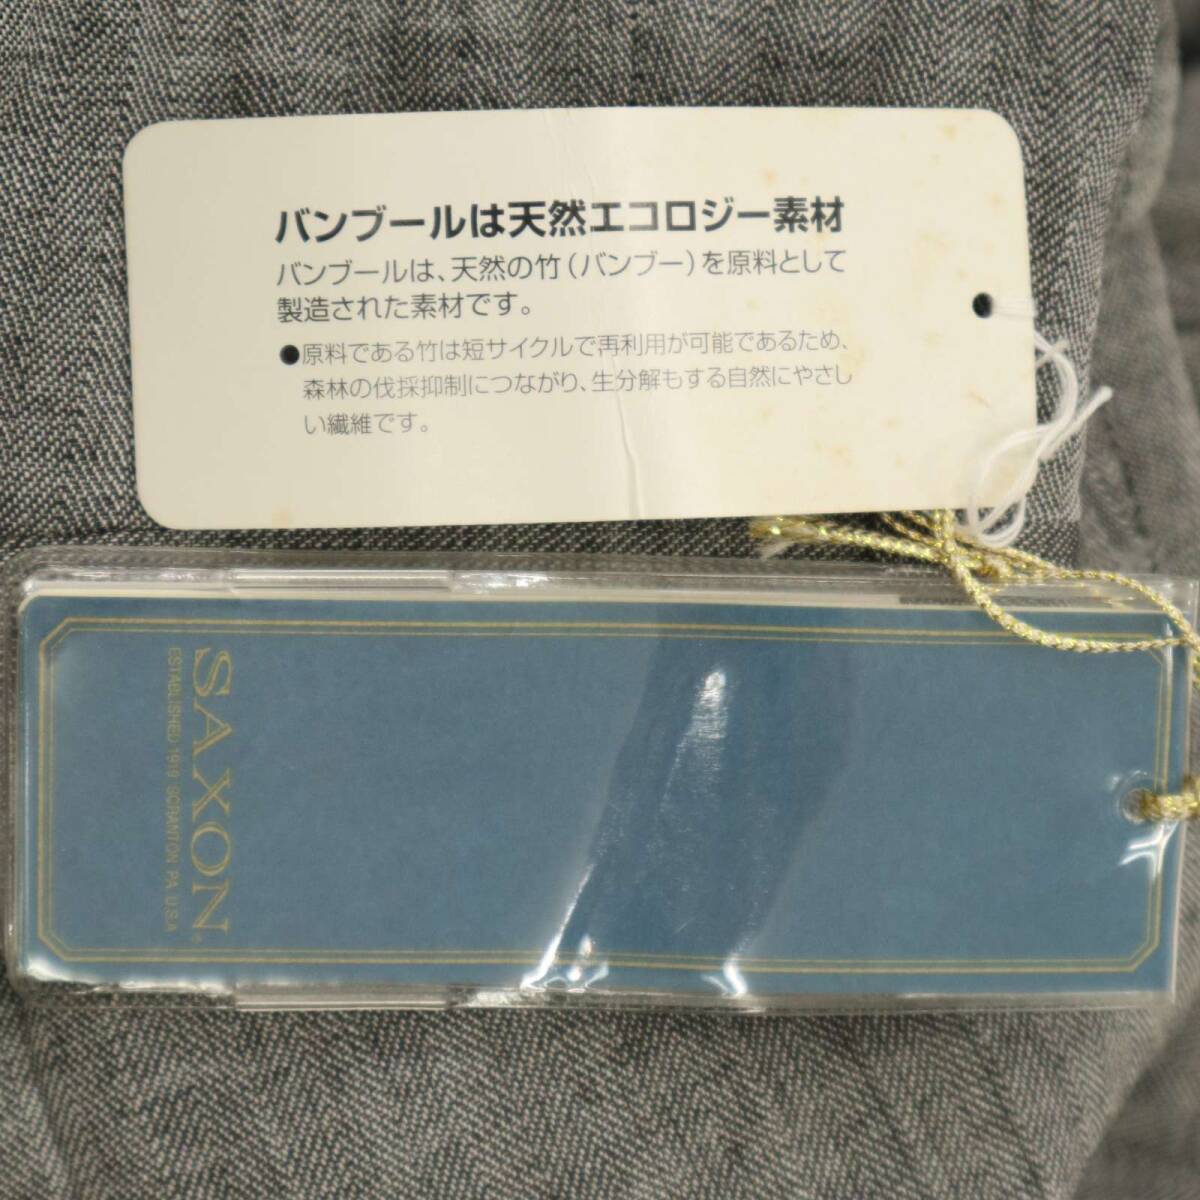 バンブールは天然エコロジー素材
バンブールは、天然の竹(バンブー)を原料として
製造された素材です。
●原料である竹は短サイクルで再利用が可能であるため、
森林の伐採抑制につながり、生分解もする自然にやさし
い繊維です。
SAXON®
ESTABLISHED 1919 SCRANTON PA U.S.A